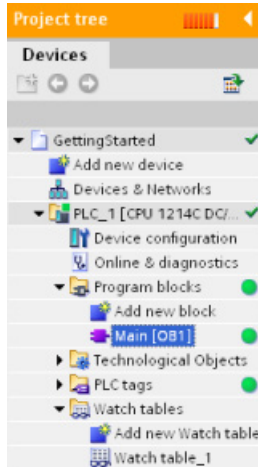 Project tree
Devices
GettingStarted
Add new device
Devices & Networks
PLC_1 [CPU 1214C DC/...
Device configuration
Online & diagnostics
Program blocks
Add new block
Main [OB1]
Technological Objects
PLC tags
Watch tables
Add new Watch table
Watch table_1